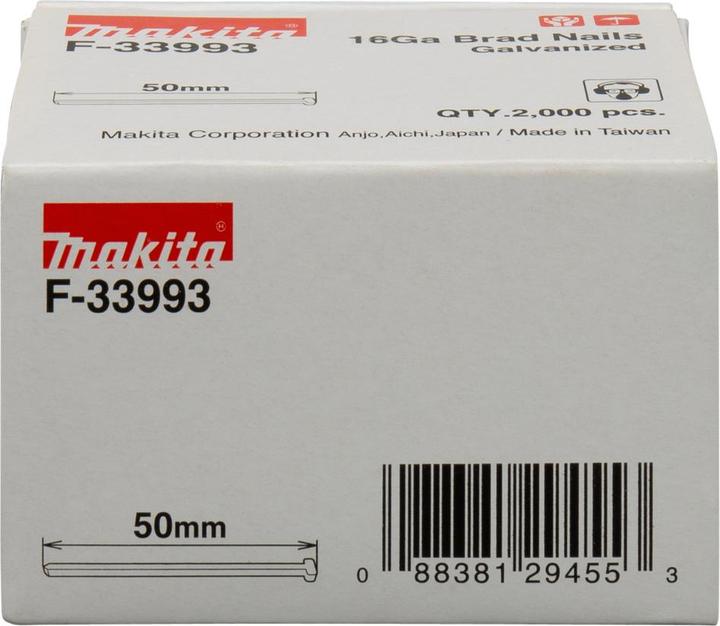 makita®
F-33993
16Ga Brad Nails
Galvanized
50mm
QTY.2,000 pcs.
Makita Corporation Anjo,Aichi,Japan / Made in Taiwan
makita®
F-33993
50mm
0 88381 29455 3